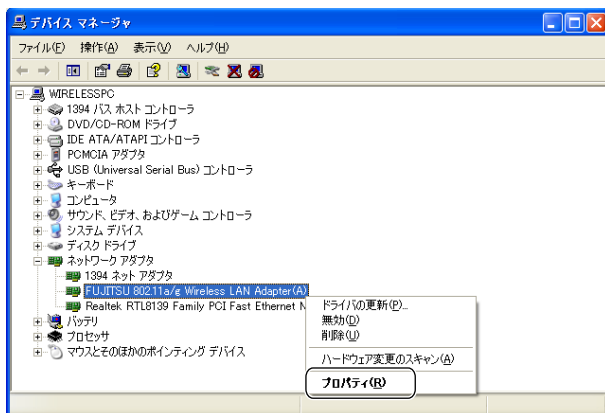 デバイス マネージャ
ファイル(F) 操作(A) 表示(V) ヘルプ(H)
WIRELESSPC
1394 バス ホスト コントローラ
DVD/CD-ROM ドライブ
IDE ATA/ATAPI コントローラ
PCMCIA アダプタ
USB (Universal Serial Bus) コントローラ
キーボード
コンピュータ
サウンド、ビデオ、およびゲーム コントローラ
システム デバイス
ディスク ドライブ
ネットワーク アダプタ
1394 ネット アダプタ
FUJITSU 802.11a/g Wireless LAN Adapter(A)
Realtek RTL8139 Family PCI Fast Ethernet N
バッテリ
プロセッサ
マウスとそのほかのポインティング デバイス
ドライバの更新(P)...
無効(D)
削除(U)
ハードウェア変更のスキャン(A)
プロパティ(R)